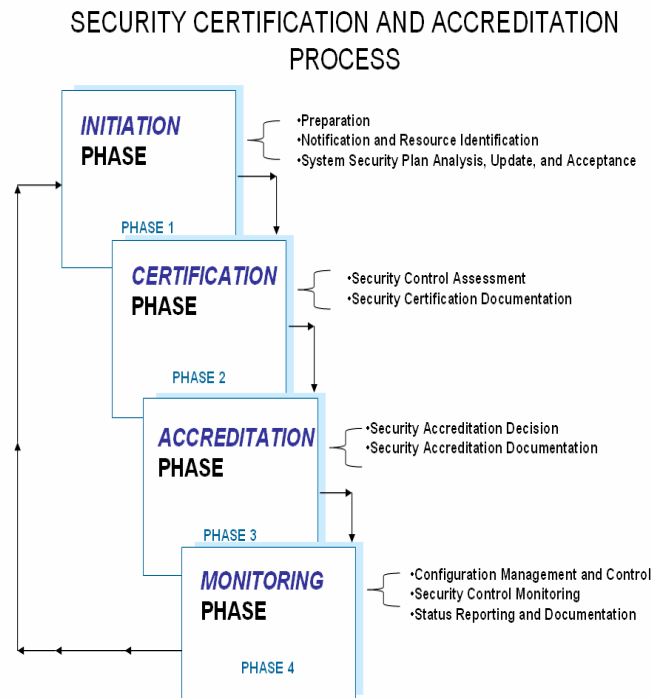 SECURITY CERTIFICATION AND ACCREDITATION
PROCESS
INITIATION
PHASE
PHASE 1
•Preparation
•Notification and Resource Identification
•System Security Plan Analysis, Update, and Acceptance
CERTIFICATION
PHASE
PHASE 2
•Security Control Assessment
•Security Certification Documentation
ACCREDITATION
PHASE
PHASE 3
•Security Accreditation Decision
•Security Accreditation Documentation
MONITORING
PHASE
PHASE 4
•Configuration Management and Control
•Security Control Monitoring
•Status Reporting and Documentation